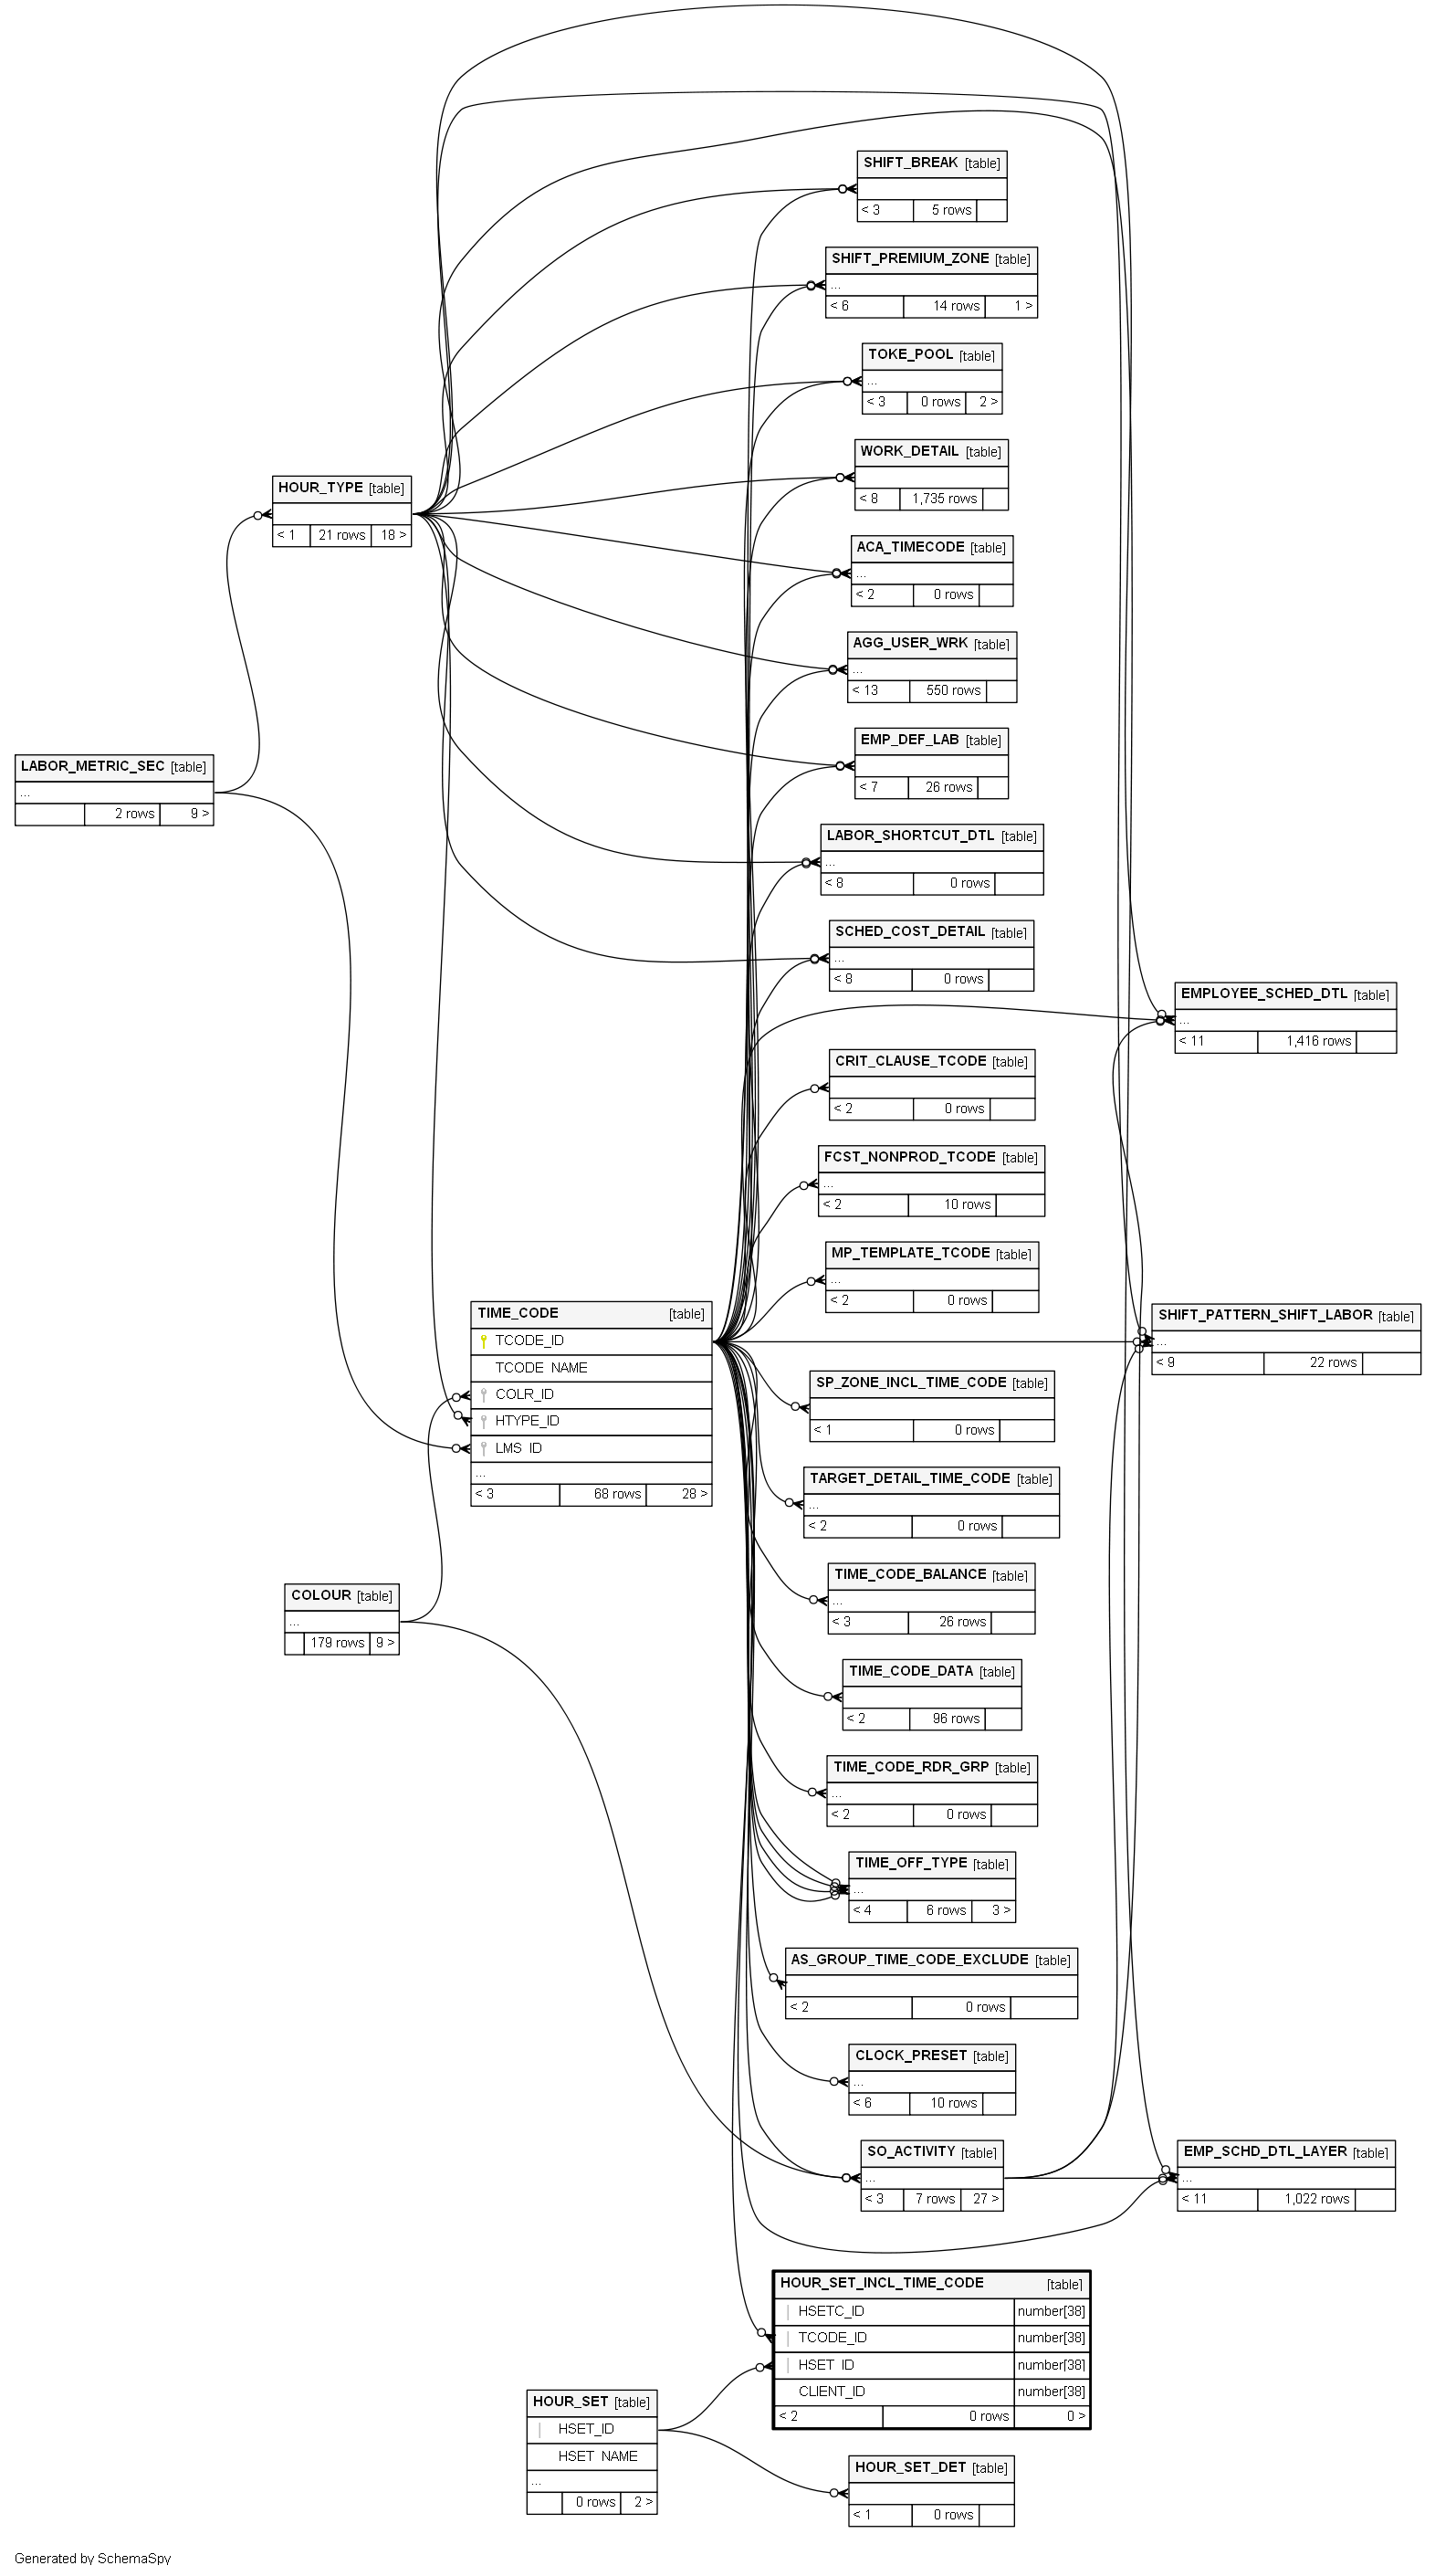 SHIFT_BREAK [table]
< 3 5 rows
SHIFT_PREMIUM_ZONE [table]
...
< 6 14 rows 1 >
TOKE_POOL [table]
...
< 3 0 rows 2 >
WORK_DETAIL [table]
< 8 1,735 rows
HOUR_TYPE [table]
< 1 21 rows 18 >
ACA_TIMECODE [table]
...
< 2 0 rows
AGG_USER_WRK [table]
...
< 13 550 rows
EMP_DEF_LAB [table]
< 7 26 rows
LABOR_METRIC_SEC [table]
...
2 rows 9 >
LABOR_SHORTCUT_DTL [table]
...
< 8 0 rows
SCHED_COST_DETAIL [table]
...
< 8 0 rows
EMPLOYEE_SCHED_DTL [table]
...
< 11 1,416 rows
CRIT_CLAUSE_TCODE [table]
< 2 0 rows
FCST_NONPROD_TCODE [table]
...
< 2 10 rows
MP_TEMPLATE_TCODE [table]
...
< 2 0 rows
TIME_CODE [table]
TCODE_ID
TCODE_NAME
COLR_ID
HTYPE_ID
LMS_ID
...
< 3 68 rows 28 >
SHIFT_PATTERN_SHIFT_LABOR [table]
...
< 9 22 rows
SP_ZONE_INCL_TIME_CODE [table]
< 1 0 rows
TARGET_DETAIL_TIME_CODE [table]
...
< 2 0 rows
TIME_CODE_BALANCE [table]
...
< 3 26 rows
COLOUR [table]
...
179 rows 9 >
TIME_CODE_DATA [table]
< 2 96 rows
TIME_CODE_RDR_GRP [table]
...
< 2 0 rows
TIME_OFF_TYPE [table]
...
< 4 6 rows 3 >
AS_GROUP_TIME_CODE_EXCLUDE [table]
< 2 0 rows
CLOCK_PRESET [table]
...
< 6 10 rows
SO_ACTIVITY [table]
...
< 3 7 rows 27 >
EMP_SCHD_DTL_LAYER [table]
...
< 11 1,022 rows
HOUR_SET_INCL_TIME_CODE [table]
HSETC_ID number[38]
TCODE_ID number[38]
HSET_ID number[38]
CLIENT_ID number[38]
< 2 0 rows 0 >
HOUR_SET [table]
HSET_ID
HSET_NAME
...
0 rows 2 >
HOUR_SET_DET [table]
< 1 0 rows
Generated by SchemaSpy